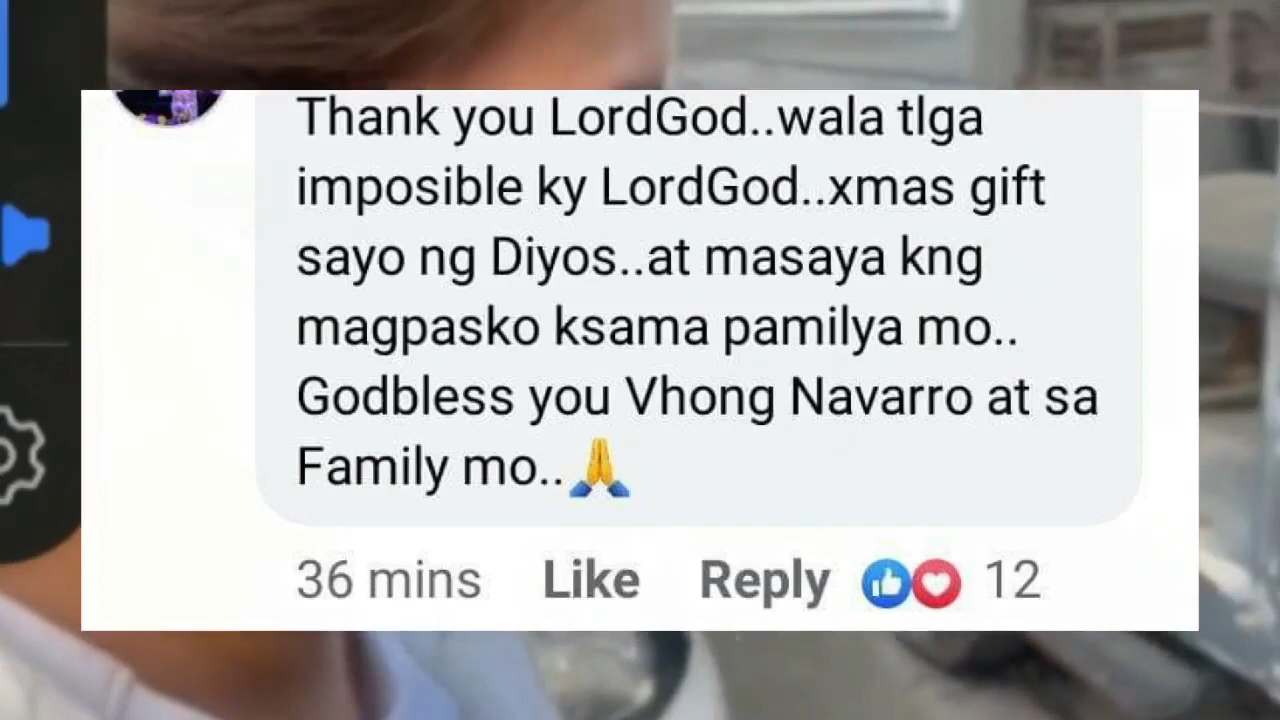 Thank you LordGod..wala tlga
imposible ky LordGod..xmas gift
sayo ng Diyos..at masaya kng
magpasko ksama pamilya mo..
Godbless you Vhong Navarro at sa
Family mo..🙏
36 mins Like Reply 12